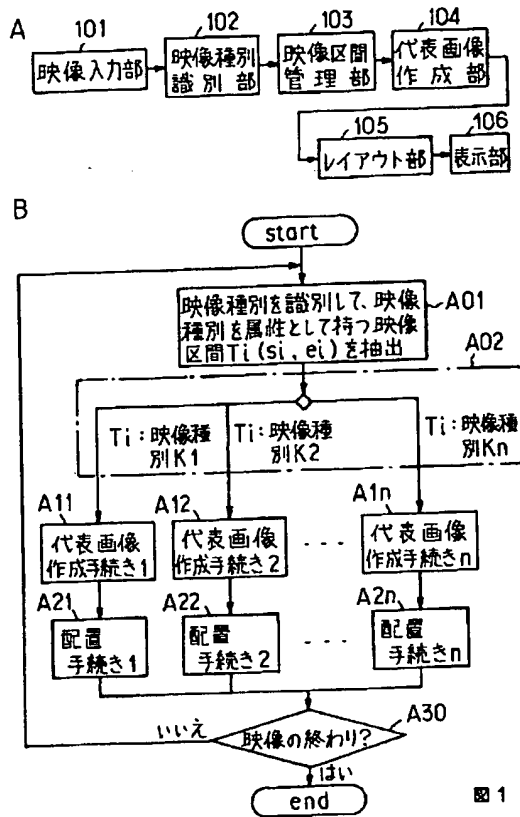 A
101
映像入力部
102
映像種別
識別部
103
映像区間
管理部
104
代表画像
作成部
105
レイアウト部
106
表示部
B
start
映像種別を識別して、映像
種別を属性として持つ映像
区間Ti(si, ei)を抽出
A01
A02
Ti:映像種
別K1
Ti:映像種
別K2
Ti:映像種
別Kn
A11
代表画像
作成手続き1
A12
代表画像
作成手続き2
A1n
代表画像
作成手続きn
A21
配置
手続き1
A22
配置
手続き2
A2n
配置
手続きn
いいえ
映像の終わり?
A30
はい
end
図1